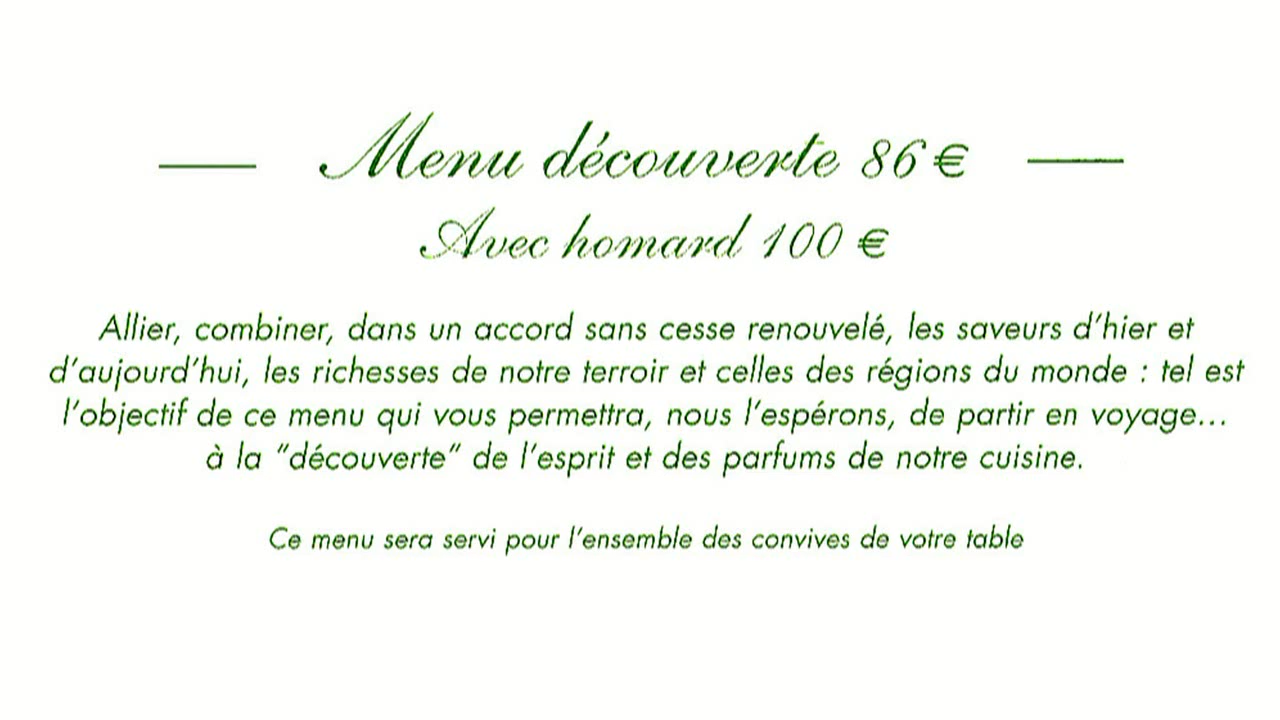 Menu découverte 86 €
Avec homard 100 €
Allier, combiner, dans un accord sans cesse renouvelé, les saveurs d'hier et
d'aujourd'hui, les richesses de notre terroir et celles des régions du monde : tel est
l'objectif de ce menu qui vous permettra, nous l'espérons, de partir en voyage...
à la "découverte" de l'esprit et des parfums de notre cuisine.
Ce menu sera servi pour l'ensemble des convives de votre table